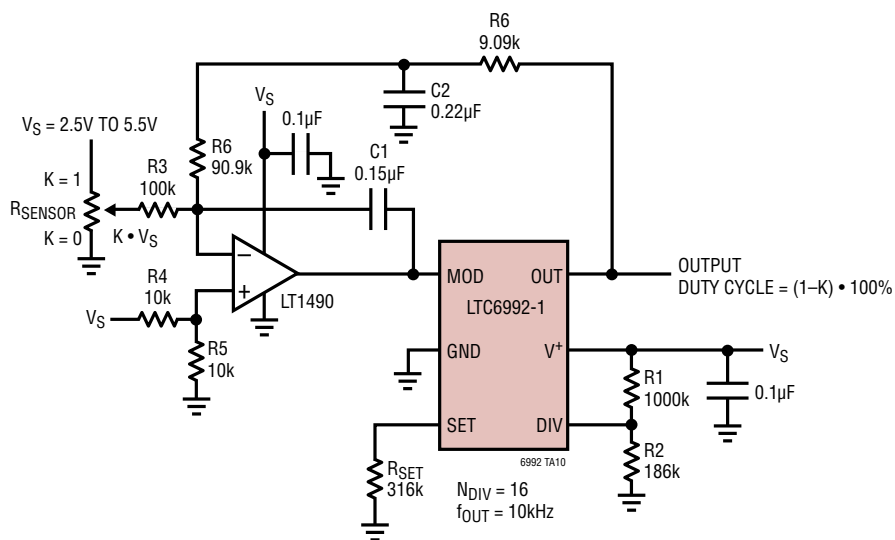 R6
9.09k
C2
0.22µF
VS
0.1µF
VS = 2.5V TO 5.5V
R6
90.9k
C1
0.15µF
K = 1
R3
100k
RSENSOR
K = 0
K • VS
–
+
LT1490
R4
10k
VS
R5
10k
MOD
OUT
LTC6992-1
GND
V+
SET
DIV
OUTPUT
DUTY CYCLE = (1–K) • 100%
VS
R1
1000k
0.1µF
R2
186k
6992 TA10
RSET
316k
NDIV = 16
fOUT = 10kHz